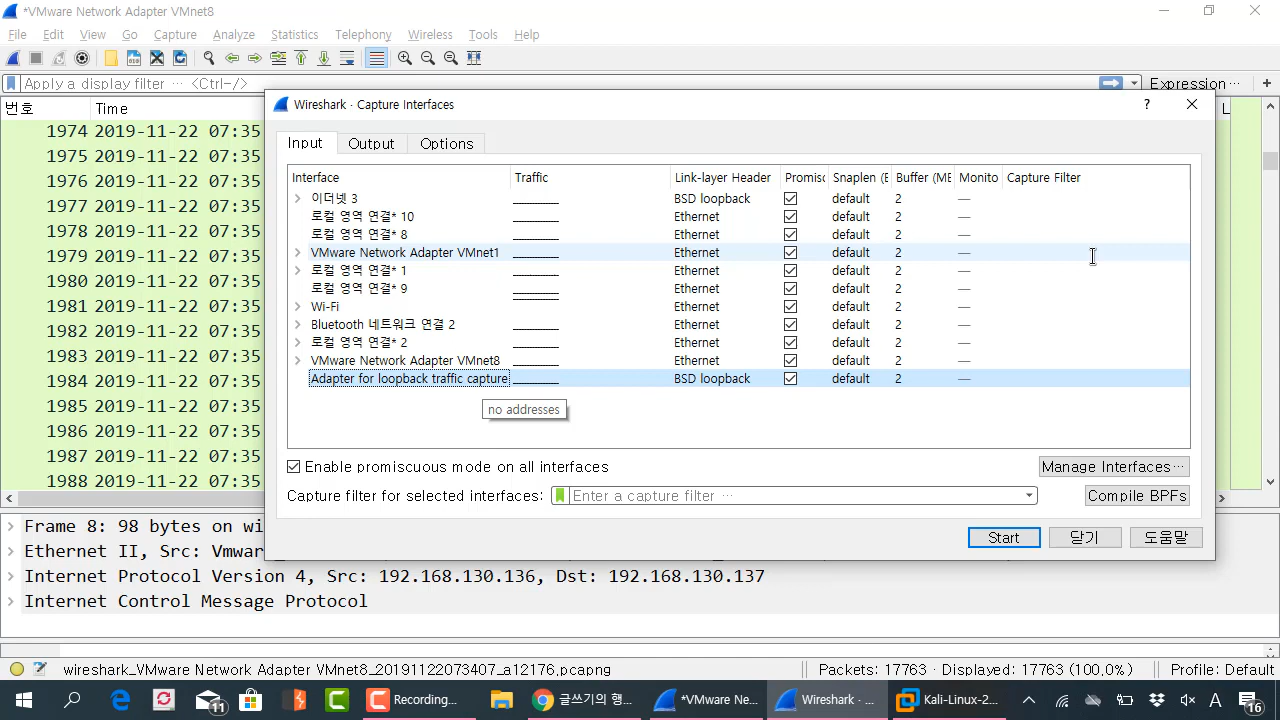 *VMware Network Adapter VMnet8
File Edit View Go Capture Analyze Statistics Telephony Wireless Tools Help
Apply a display filter ... <Ctrl-/>
Expression...
번호 Time
1974 2019-11-22 07:35
1975 2019-11-22 07:35
1976 2019-11-22 07:35
1977 2019-11-22 07:35
1978 2019-11-22 07:35
1979 2019-11-22 07:35
1980 2019-11-22 07:35
1981 2019-11-22 07:35
1982 2019-11-22 07:35
1983 2019-11-22 07:35
1984 2019-11-22 07:35
1985 2019-11-22 07:35
1986 2019-11-22 07:35
1987 2019-11-22 07:35
1988 2019-11-22 07:35
Wireshark · Capture Interfaces
Input Output Options
Interface Traffic Link-layer Header Promisc Snaplen (E Buffer (ME Monito Capture Filter
이더넷 3 BSD loopback default 2 —
로컬 영역 연결* 10 Ethernet default 2 —
로컬 영역 연결* 8 Ethernet default 2 —
VMware Network Adapter VMnet1 Ethernet default 2 —
로컬 영역 연결* 1 Ethernet default 2 —
로컬 영역 연결* 9 Ethernet default 2 —
Wi-Fi Ethernet default 2 —
Bluetooth 네트워크 연결 2 Ethernet default 2 —
로컬 영역 연결* 2 Ethernet default 2 —
VMware Network Adapter VMnet8 Ethernet default 2 —
Adapter for loopback traffic capture BSD loopback default 2 —
no addresses
Enable promiscuous mode on all interfaces
Manage Interfaces...
Capture filter for selected interfaces: Enter a capture filter ...
Compile BPFs
Start 닫기 도움말
Frame 8: 98 bytes on wi
Ethernet II, Src: Vmwar
Internet Protocol Version 4, Src: 192.168.130.136, Dst: 192.168.130.137
Internet Control Message Protocol
wireshark_VMware Network Adapter VMnet8_20191122073407_a12176.pcapng
Packets: 17763 · Displayed: 17763 (100.0%)
Profile: Default
11 Recording... 글쓰기의 행... *VMware Ne... Wireshark · ... Kali-Linux-2... A 16